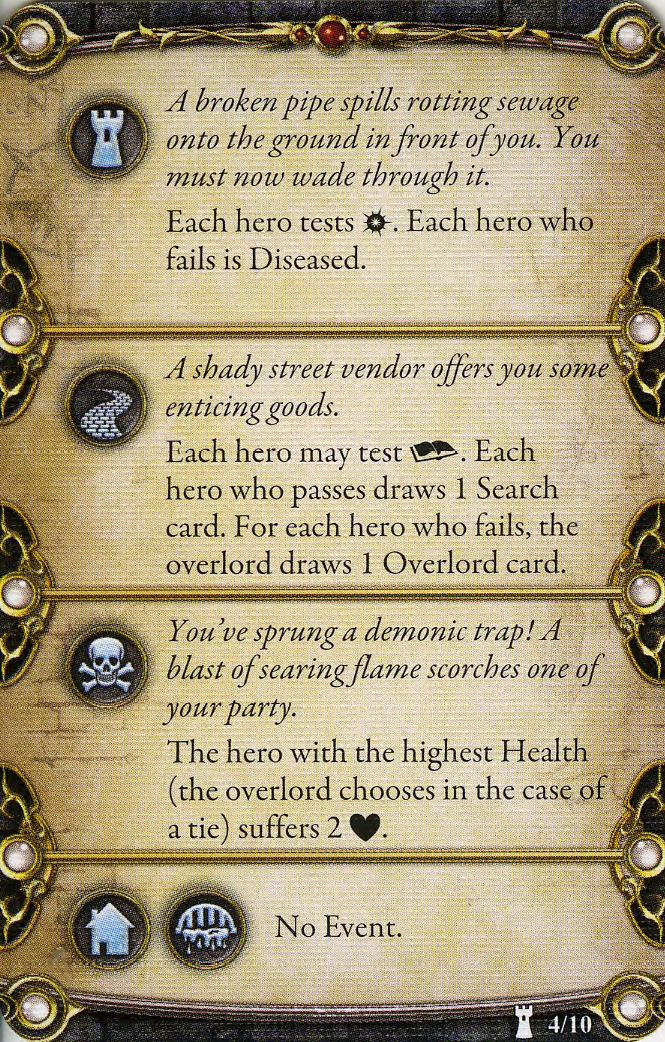 A broken pipe spills rotting sewage
onto the ground in front of you. You
must now wade through it.
Each hero tests . Each hero who
fails is Diseased.
A shady street vendor offers you some
enticing goods.
Each hero may test . Each
hero who passes draws 1 Search
card. For each hero who fails, the
overlord draws 1 Overlord card.
You've sprung a demonic trap! A
blast of searing flame scorches one of
your party.
The hero with the highest Health
(the overlord chooses in the case of
a tie) suffers 2 ♥.
No Event.
4/10